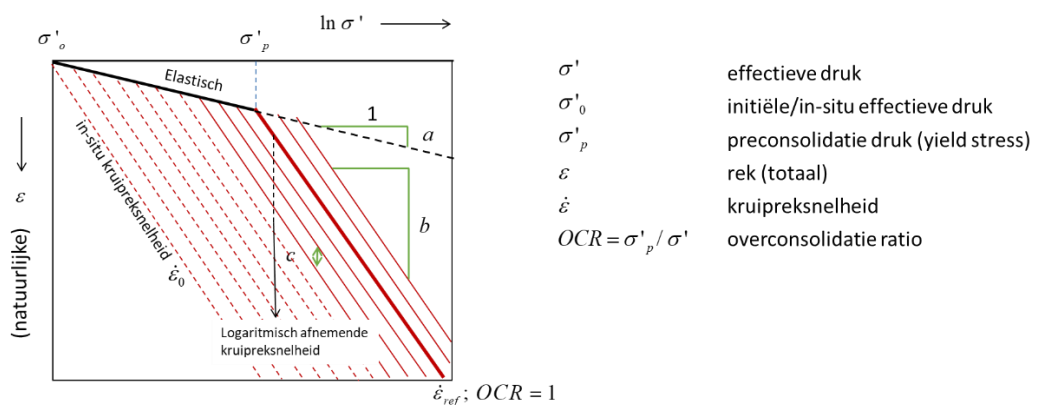 ln σ'
σ'ₒ
σ'ₚ
Elastisch
1
a
in-situ kruipreksnelheid ε̇₀
b
c
ε
(natuurlijke)
Logaritmisch afnemende
kruipreksnelheid
ε̇ref ; OCR = 1
σ' effectieve druk
σ'₀ initiële/in-situ effectieve druk
σ'ₚ preconsolidatie druk (yield stress)
ε rek (totaal)
ε̇ kruipreksnelheid
OCR = σ'ₚ / σ' overconsolidatie ratio